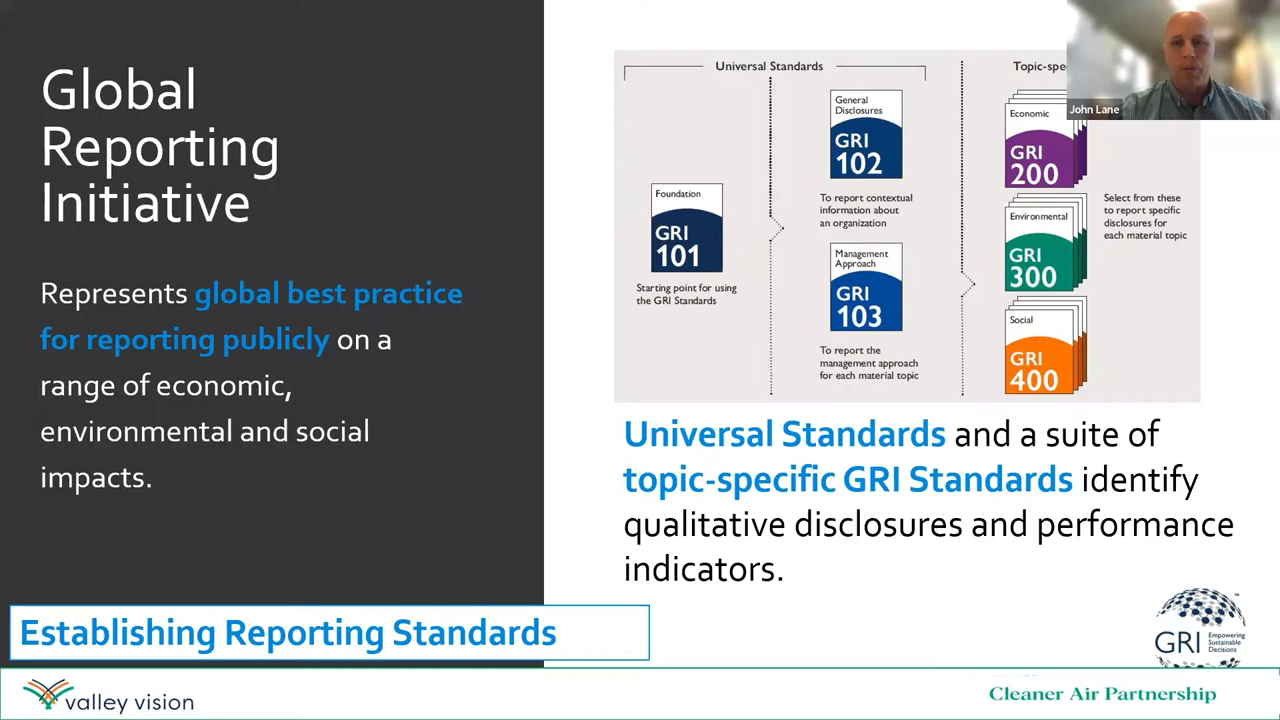 Global
Reporting
Initiative
Represents global best practice
for reporting publicly on a
range of economic,
environmental and social
impacts.
Universal Standards
Topic-spe
Foundation
GRI
101
Starting point for using
the GRI Standards
General
Disclosures
GRI
102
To report contextual
information about
an organization
Management
Approach
GRI
103
To report the
management approach
for each material topic
Economic
GRI
200
Environmental
GRI
300
Social
GRI
400
Select from these
to report specific
disclosures for
each material topic
John Lane
Universal Standards and a suite of
topic-specific GRI Standards identify
qualitative disclosures and performance
indicators.
Establishing Reporting Standards
GRI
Empowering
Sustainable
Decisions
TM
valley vision
Cleaner Air Partnership